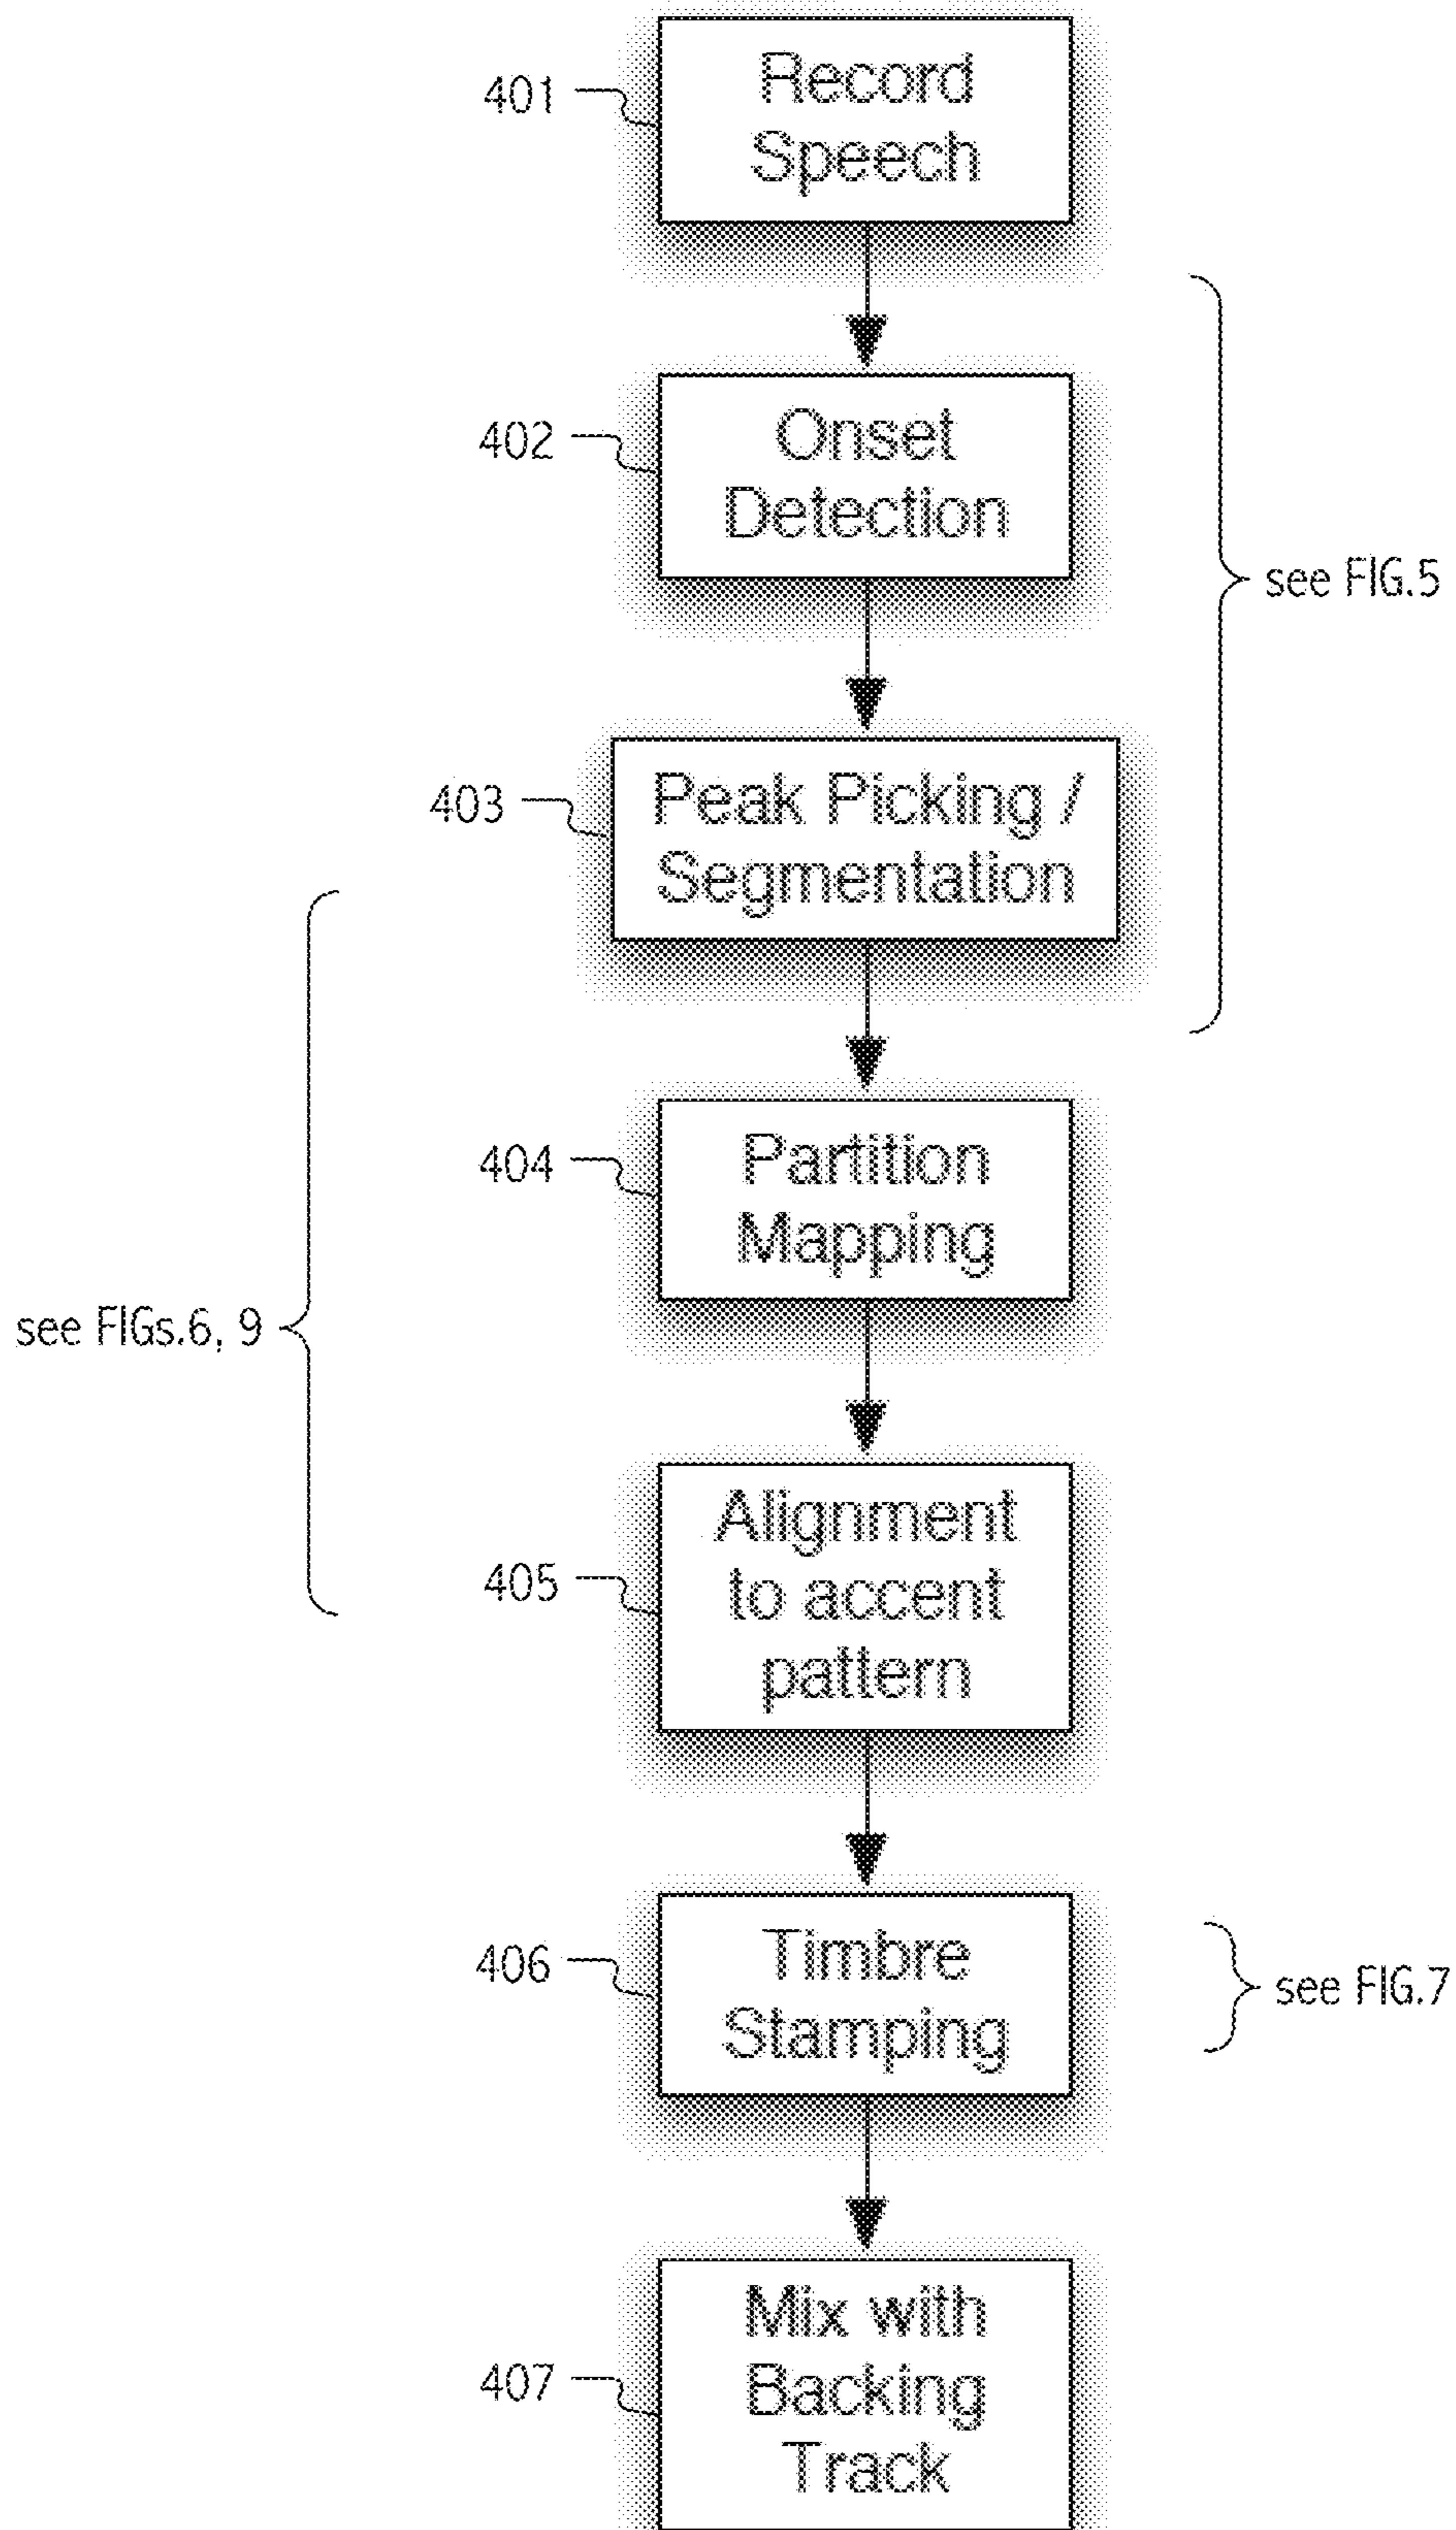 401
Record
Speech
402
Onset
Detection
see FIG.5
403
Peak Picking /
Segmentation
404
Partition
Mapping
see FIGs.6, 9
405
Alignment
to accent
pattern
406
Timbre
Stamping
see FIG.7
407
Mix with
Backing
Track